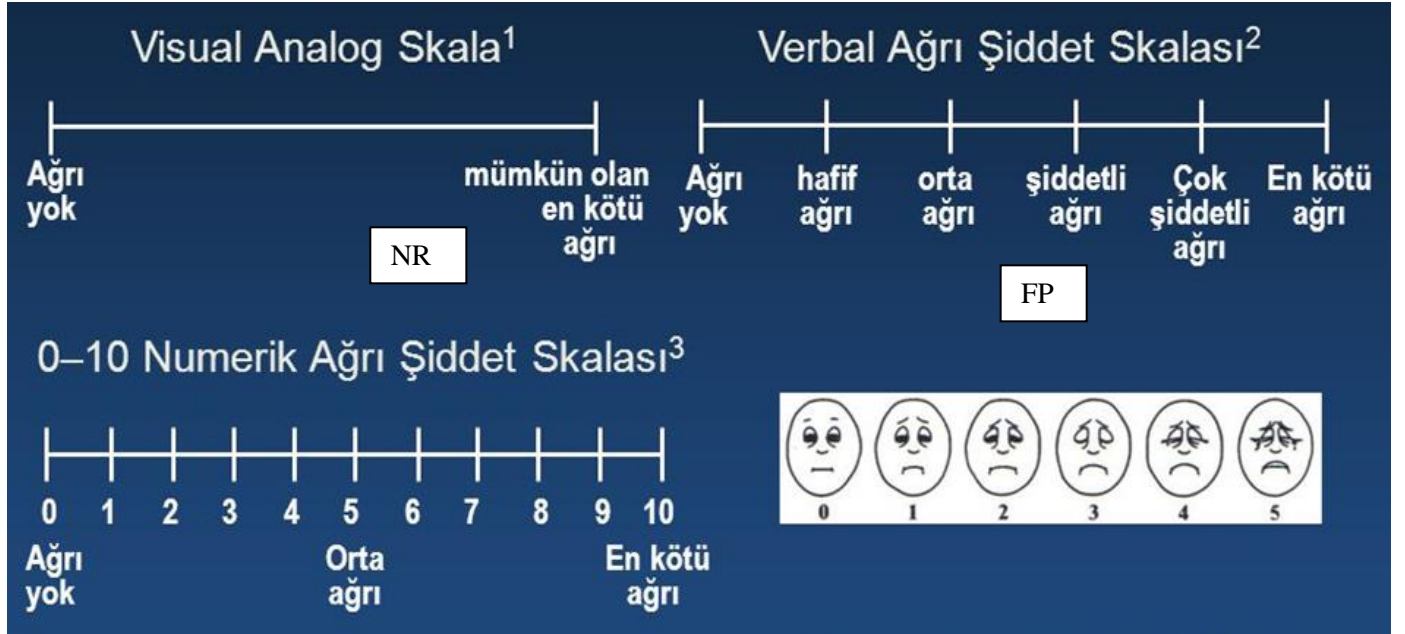 Visual Analog Skala¹
Ağrı
yok
mümkün olan
en kötü
ağrı
Verbal Ağrı Şiddet Skalası²
Ağrı
yok
hafif
ağrı
orta
ağrı
şiddetli
ağrı
Çok
şiddetli
ağrı
En kötü
ağrı
NR
FP
0–10 Numerik Ağrı Şiddet Skalası³
0 1 2 3 4 5 6 7 8 9 10
Ağrı
yok
Orta
ağrı
En kötü
ağrı
0 1 2 3 4 5